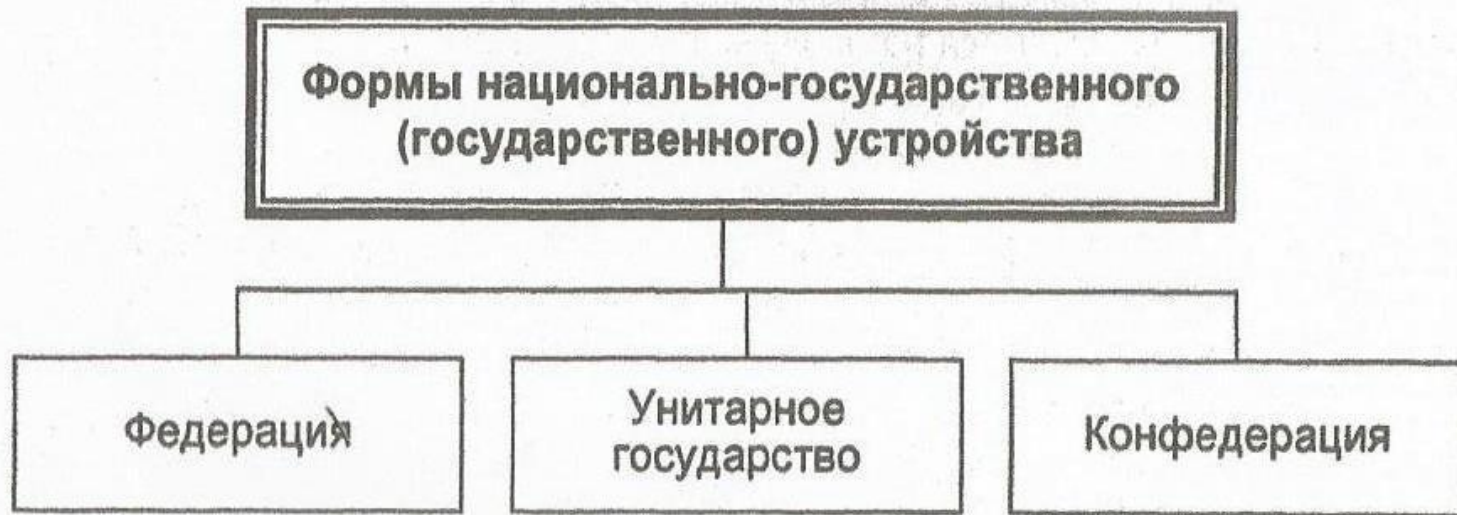 Формы национально-государственного
(государственного) устройства
Федерация
Унитарное
государство
Конфедерация